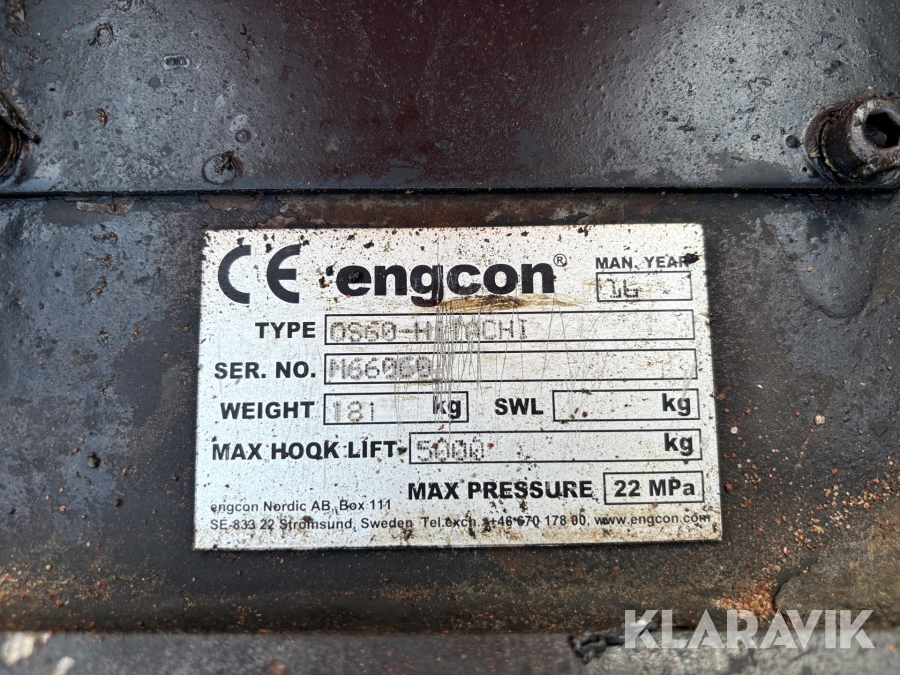 CE engcon® MAN. YEAR 16
TYPE QS60-HITACHI
SER. NO. M66060
WEIGHT 181 kg SWL kg
MAX HOOK LIFT 5000 kg
MAX PRESSURE 22 MPa
engcon Nordic AB, Box 111
SE-833 22 Strömsund, Sweden Tel.exch. +46 670 178 00, www.engcon.com
KLARAVIK